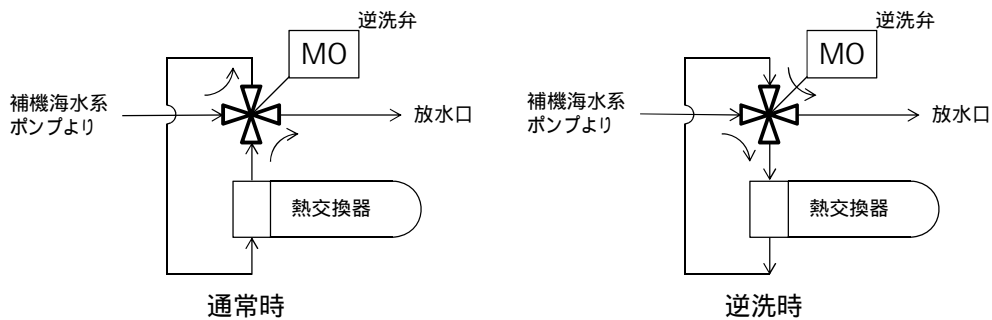 逆洗弁
MO
補機海水系
ポンプより
放水口
熱交換器
通常時
逆洗弁
MO
補機海水系
ポンプより
放水口
熱交換器
逆洗時